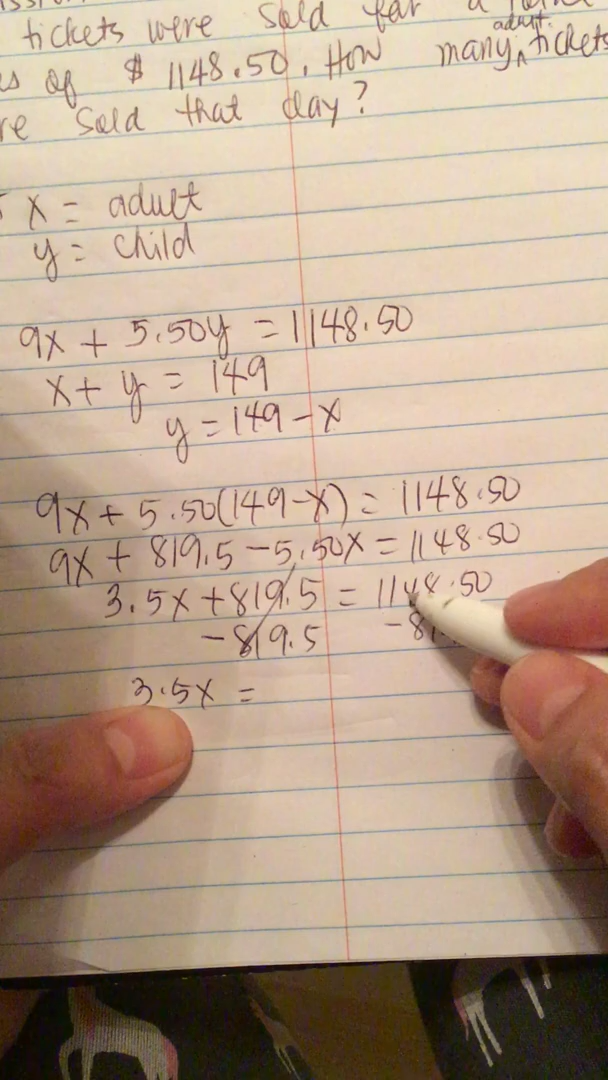 tickets were sold for a
of $ 1148.50. How many adult tickets
sold that day?
x = adult
y = child
9x + 5.50y = 1148.50
x + y = 149
y = 149 - x
9x + 5.50(149-x) = 1148.50
9x + 819.5 - 5.50x = 1148.50
3.5x + 819.5 = 1148.50
- 819.5 - 8
3.5x =